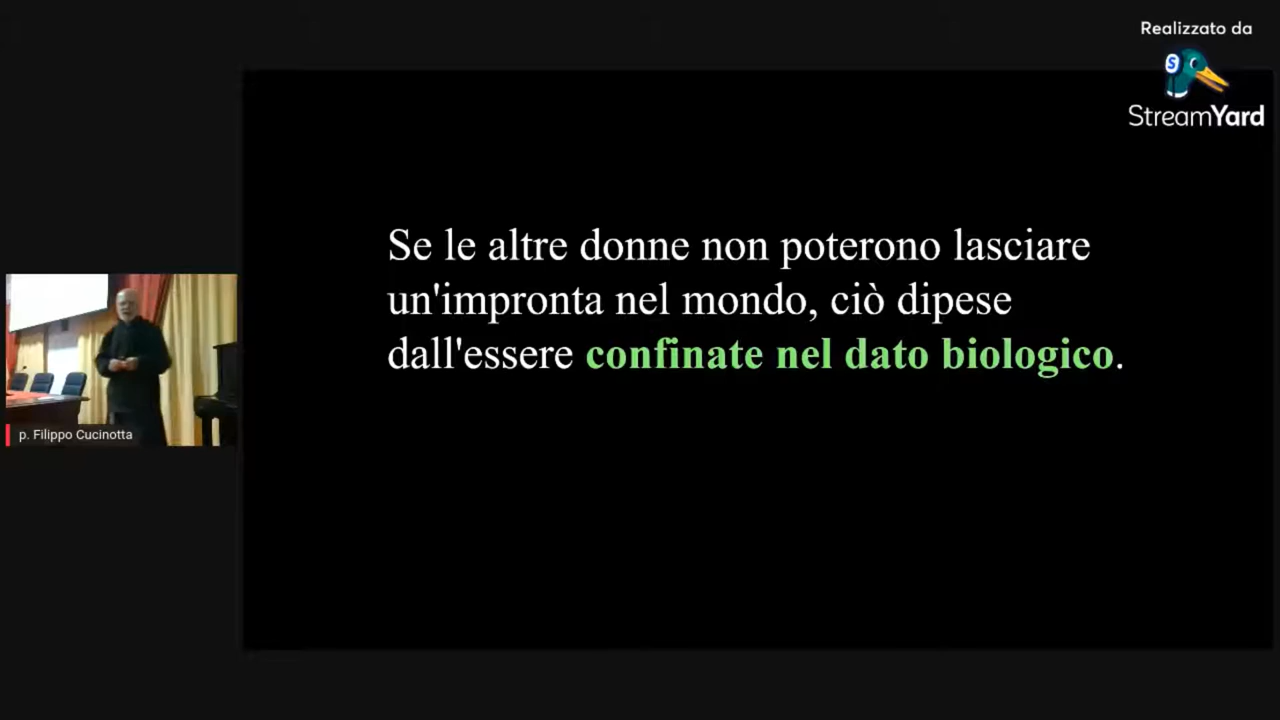 Realizzato da
StreamYard
Se le altre donne non poterono lasciare
un'impronta nel mondo, ciò dipese
dall'essere confinate nel dato biologico.
p. Filippo Cucinotta